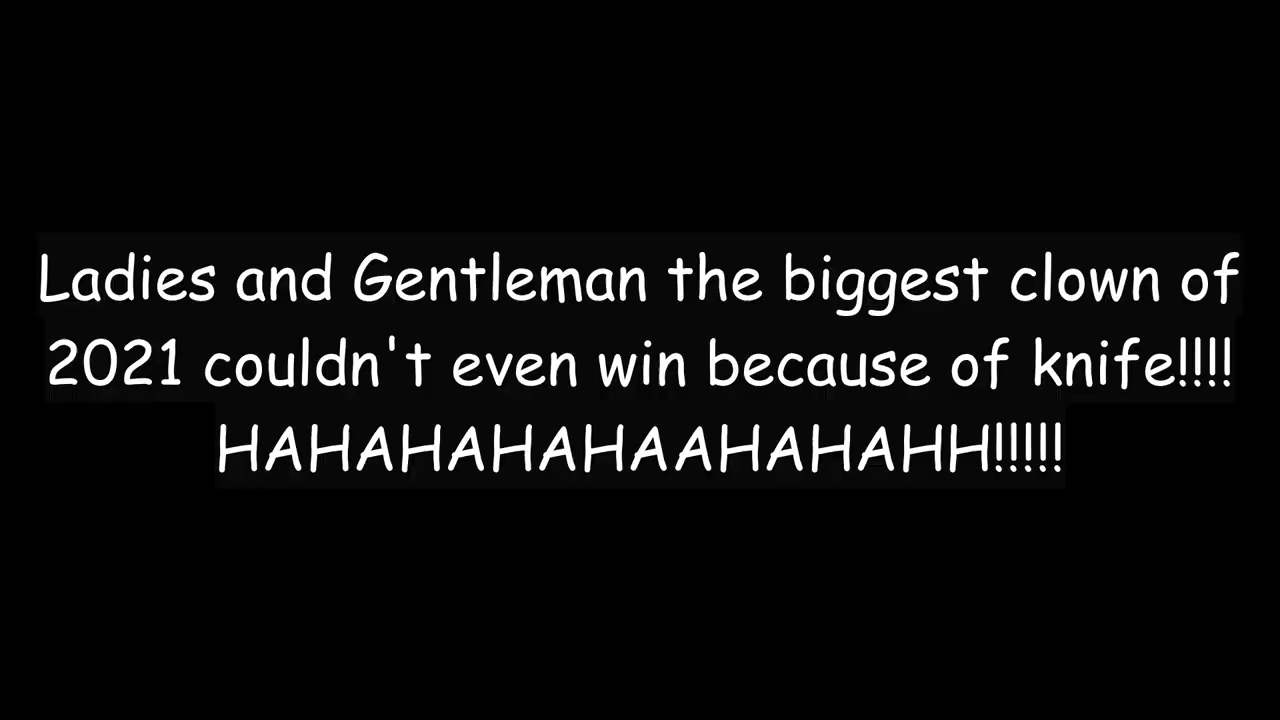 Ladies and Gentleman the biggest clown of
2021 couldn't even win because of knife!!!!
HAHAHAHAHAAHAHAHH!!!!!